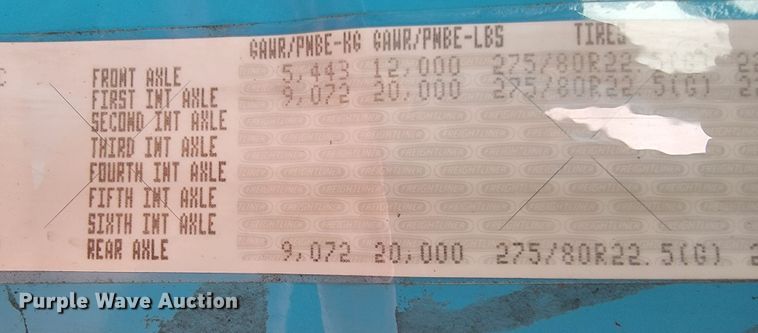 GAWR/PNBE-KG GAWR/PNBE-LBS TIRES
FRONT AXLE 5,443 12,000 275/80R22.5(G)
FIRST INT AXLE 9,072 20,000 275/80R22.5(G)
SECOND INT AXLE
THIRD INT AXLE
FOURTH INT AXLE
FIFTH INT AXLE
SIXTH INT AXLE
REAR AXLE 9,072 20,000 275/80R22.5(G)
FREIGHTLINER
Purple Wave Auction